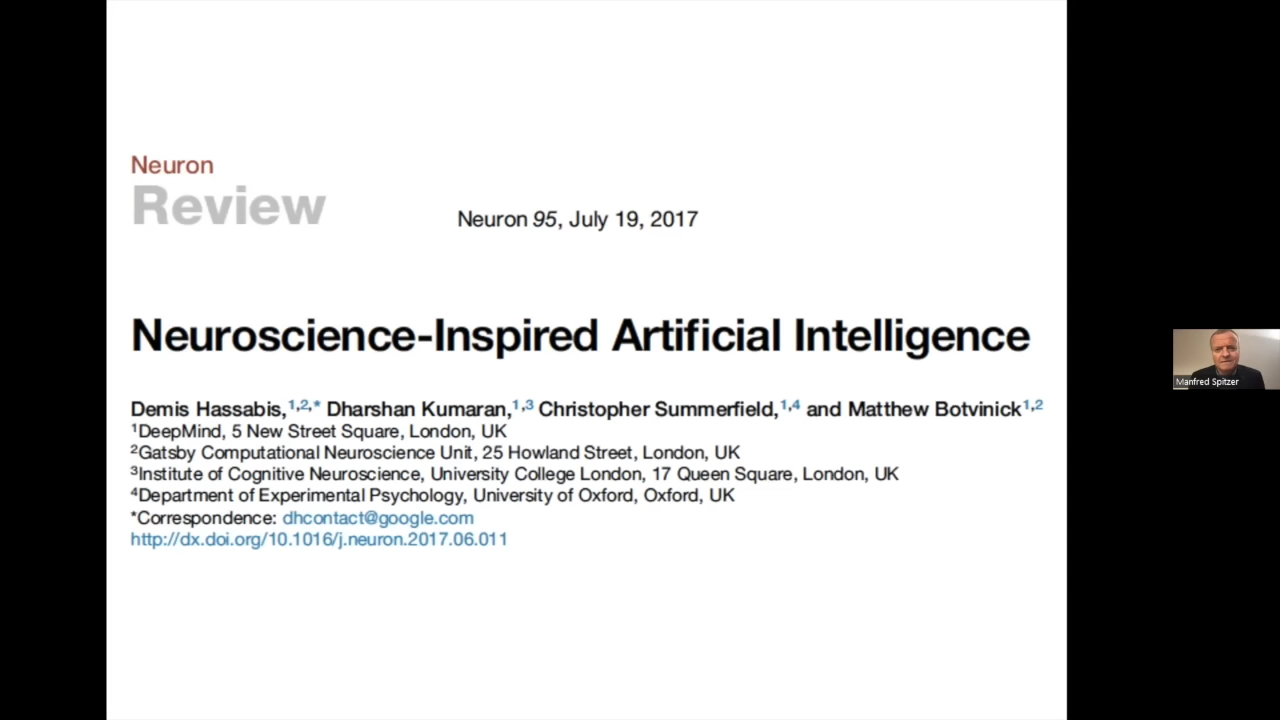 Neuron
Review
Neuron 95, July 19, 2017
Neuroscience-Inspired Artificial Intelligence
Demis Hassabis,1,2,* Dharshan Kumaran,1,3 Christopher Summerfield,1,4 and Matthew Botvinick1,2
1DeepMind, 5 New Street Square, London, UK
2Gatsby Computational Neuroscience Unit, 25 Howland Street, London, UK
3Institute of Cognitive Neuroscience, University College London, 17 Queen Square, London, UK
4Department of Experimental Psychology, University of Oxford, Oxford, UK
*Correspondence: dhcontact@google.com
http://dx.doi.org/10.1016/j.neuron.2017.06.011
Manfred Spitzer